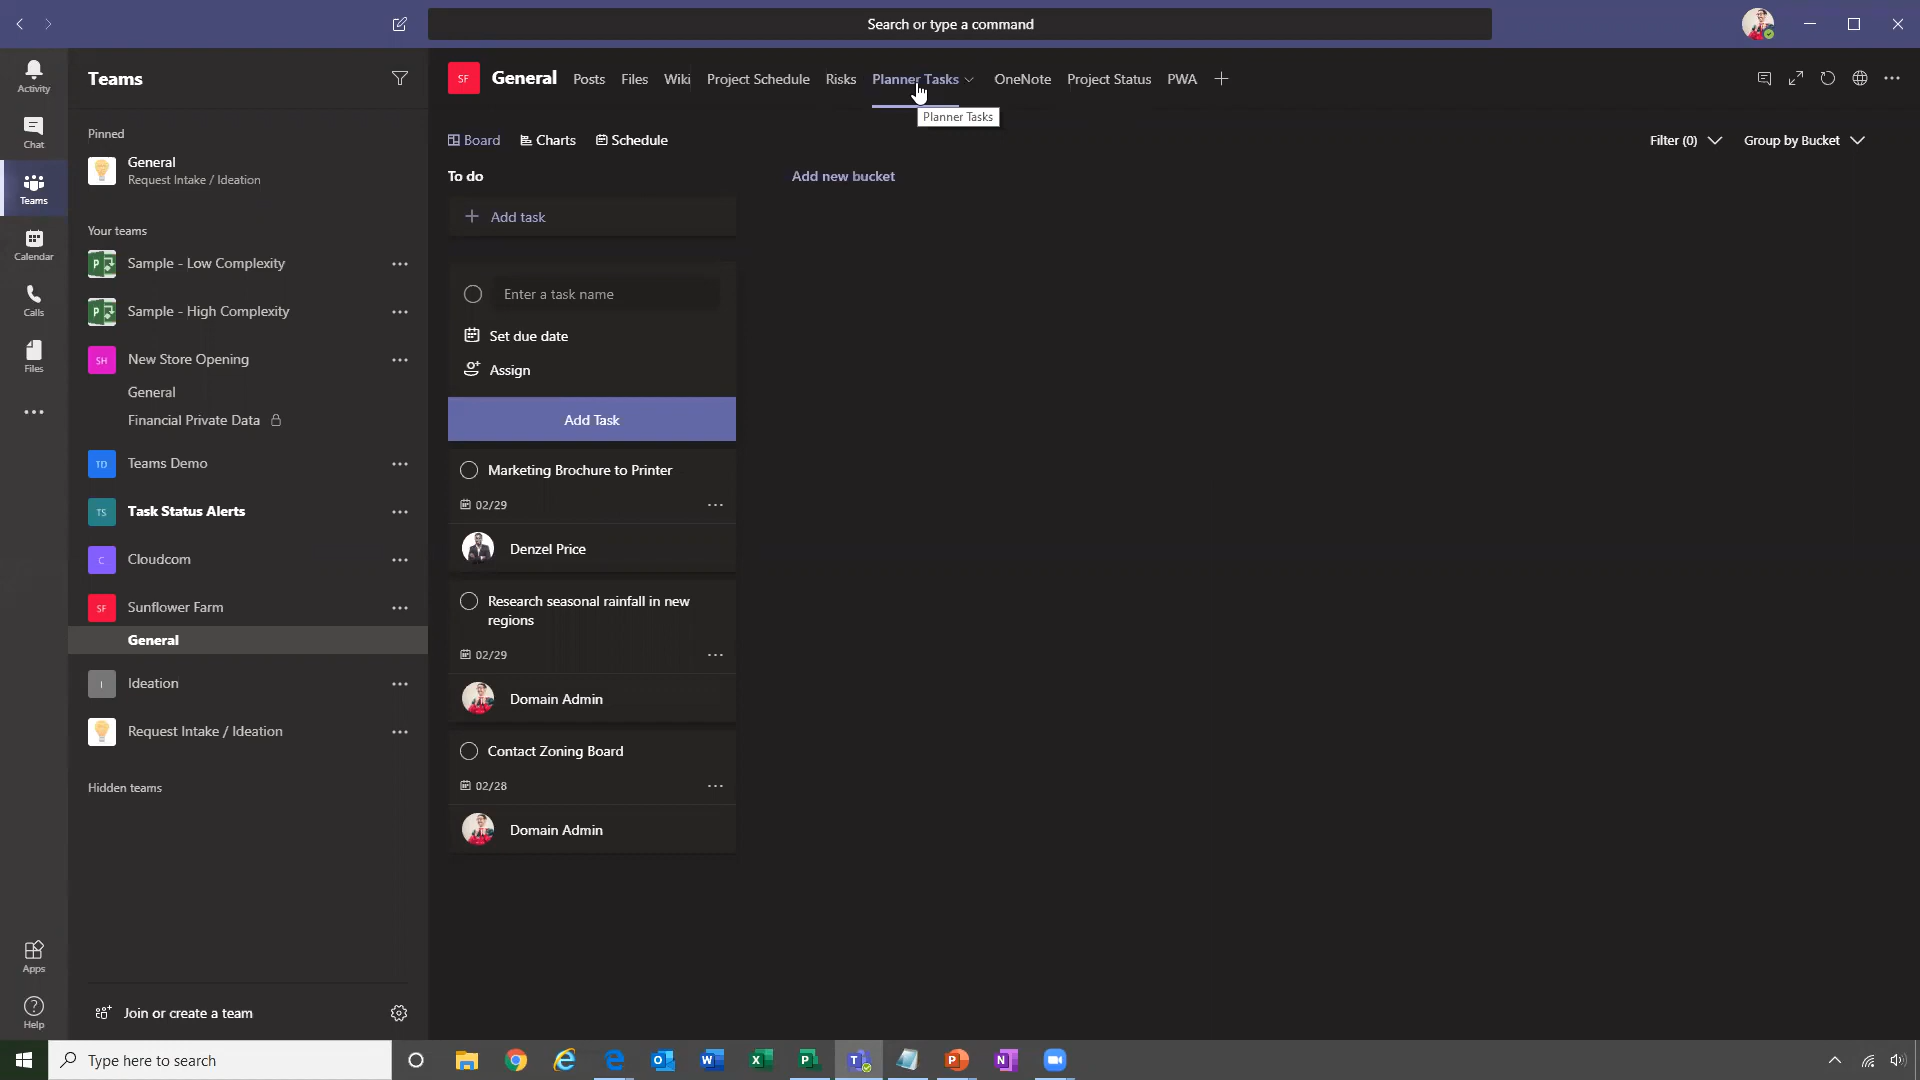 Search or type a command
Activity
Chat
Teams
Calendar
Calls
Files
Apps
Help
Teams
Pinned
General
Request Intake / Ideation
Your teams
Sample - Low Complexity
Sample - High Complexity
SH New Store Opening
General
Financial Private Data
TD Teams Demo
TS Task Status Alerts
C Cloudcom
SF Sunflower Farm
General
I Ideation
Request Intake / Ideation
Hidden teams
Join or create a team
SF General Posts Files Wiki Project Schedule Risks Planner Tasks OneNote Project Status PWA
Planner Tasks
Board Charts Schedule
Filter (0) Group by Bucket
To do
Add new bucket
Add task
Enter a task name
Set due date
Assign
Add Task
Marketing Brochure to Printer
02/29
Denzel Price
Research seasonal rainfall in new
regions
02/29
Domain Admin
Contact Zoning Board
02/28
Domain Admin
Type here to search